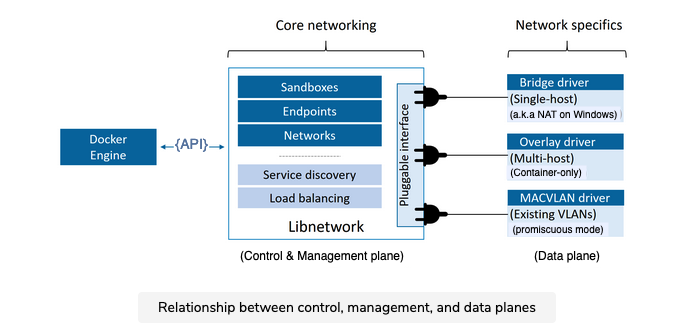 Core networking
Network specifics
Docker
Engine
{API}
Sandboxes
Endpoints
Networks
Service discovery
Load balancing
Libnetwork
Pluggable interface
(Control & Management plane)
Bridge driver
(Single-host)
(a.k.a NAT on Windows)
Overlay driver
(Multi-host)
(Container-only)
MACVLAN driver
(Existing VLANs)
(promiscuous mode)
(Data plane)
Relationship between control, management, and data planes